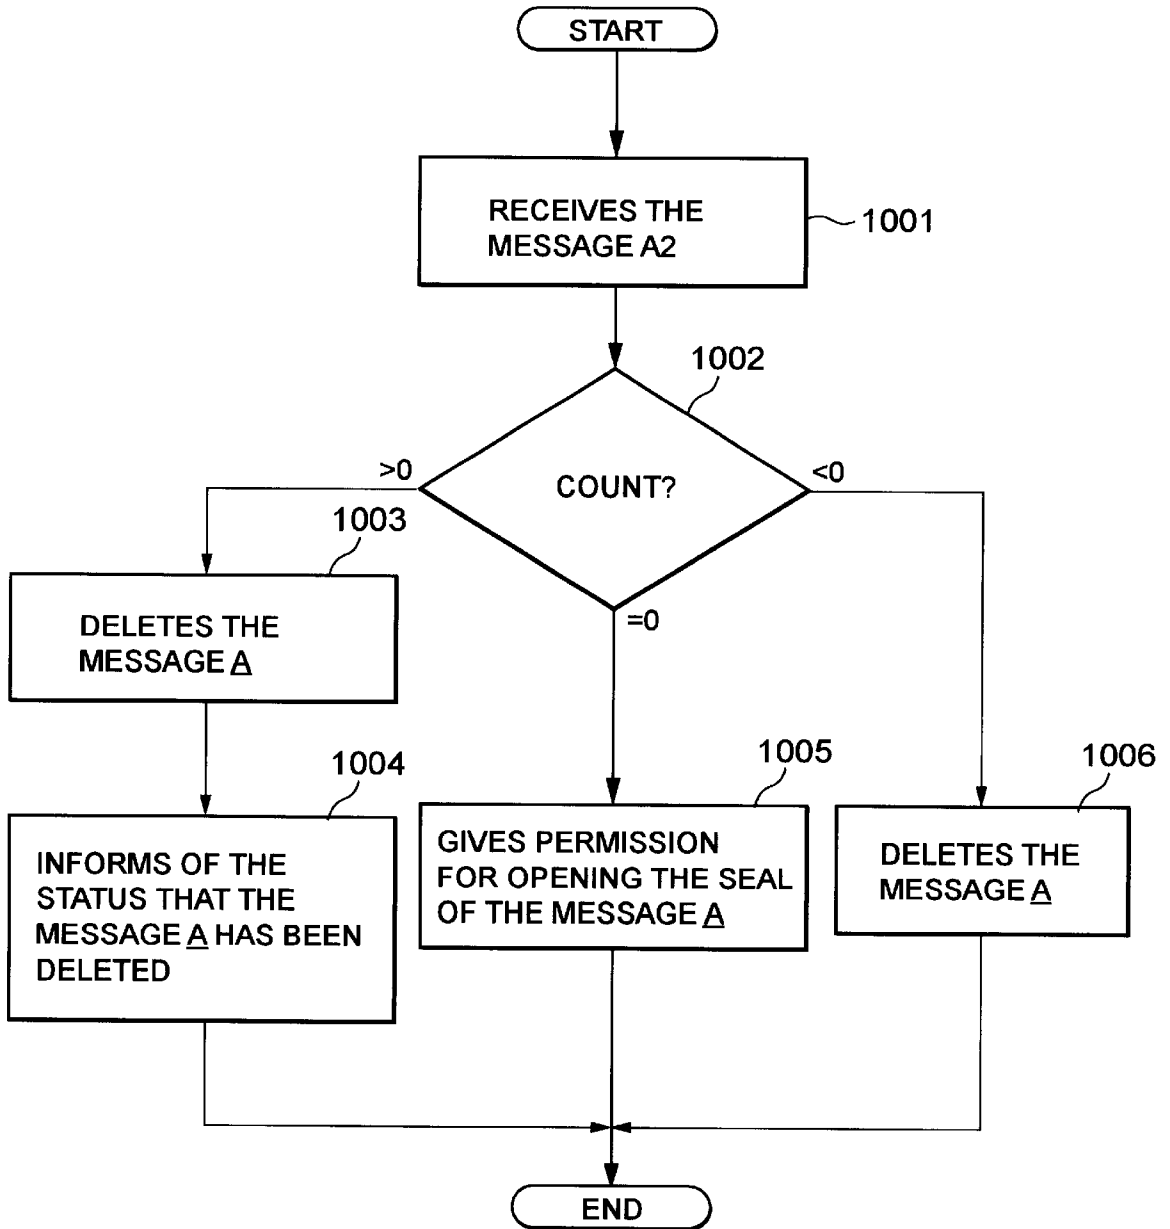 START
RECEIVES THE
MESSAGE A2
1001
1002
>0
COUNT?
<0
=0
1003
DELETES THE
MESSAGE A
1004
INFORMS OF THE
STATUS THAT THE
MESSAGE A HAS BEEN
DELETED
1005
GIVES PERMISSION
FOR OPENING THE SEAL
OF THE MESSAGE A
1006
DELETES THE
MESSAGE A
END